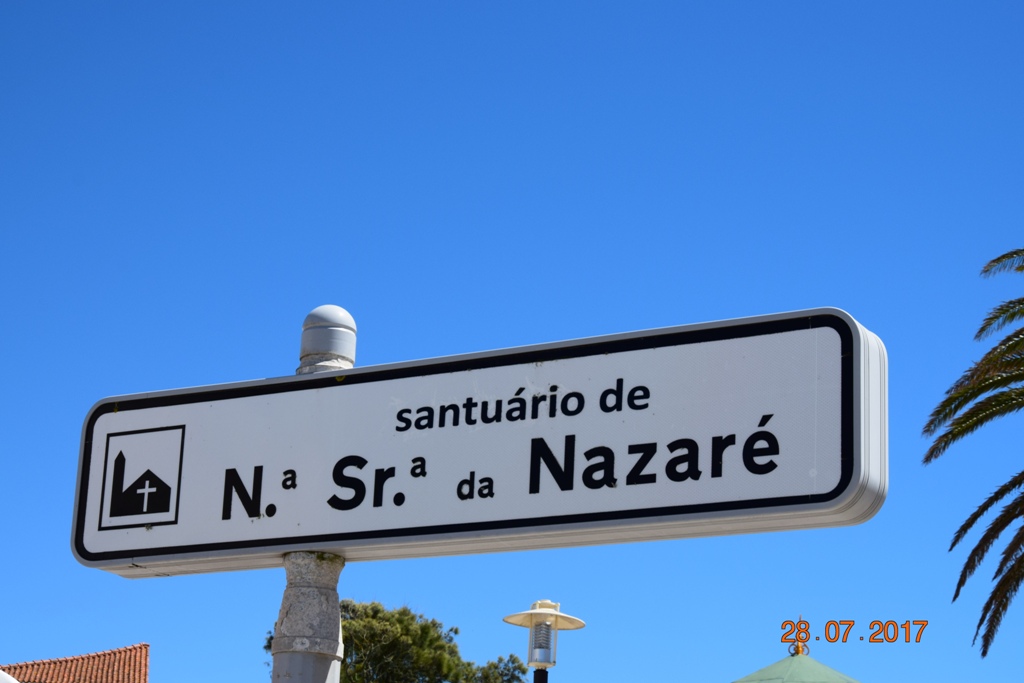 santuário de
N.ª Sr.ª da Nazaré
28.07.2017